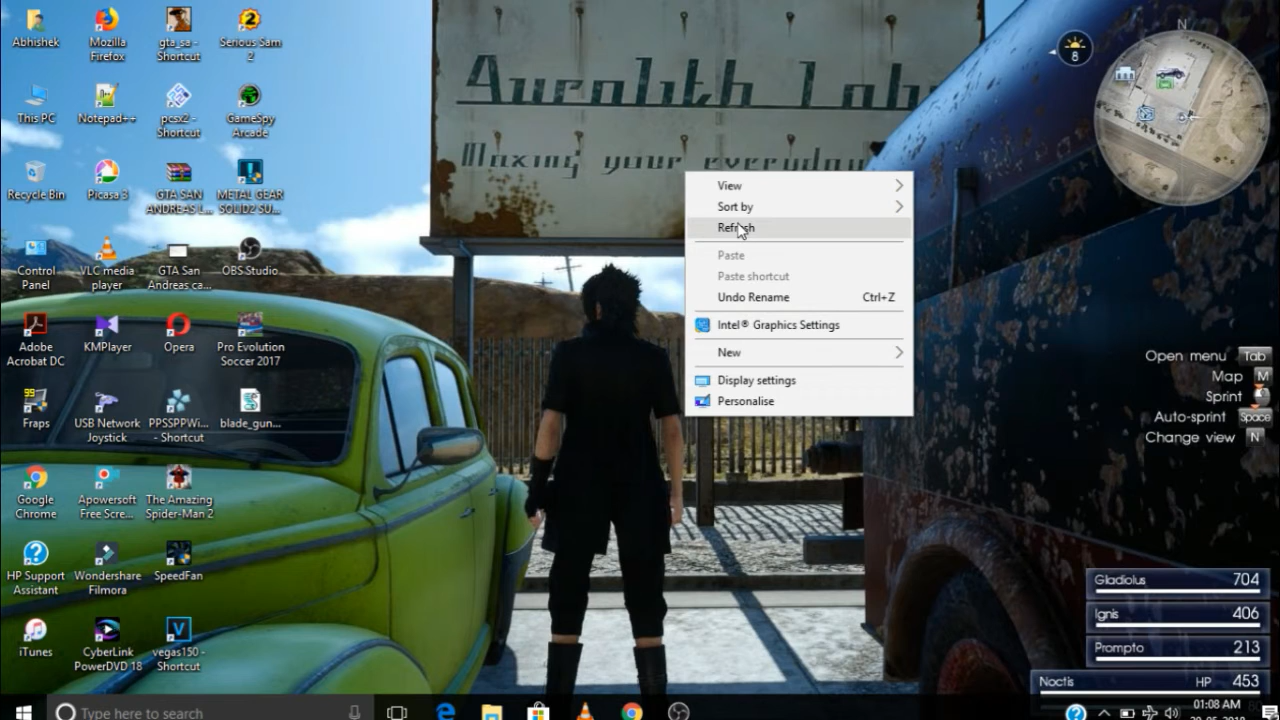 Abhishek
Mozilla
Firefox
gta_sa -
Shortcut
Serious Sam
2
This PC
Notepad++
pcsx2 -
Shortcut
GameSpy
Arcade
Recycle Bin
Picasa 3
GTA SAN
ANDREAS L...
METAL GEAR
SOLID2 SU...
Control
Panel
VLC media
player
GTA San
Andreas ca...
OBS Studio
Adobe
Acrobat DC
KMPlayer
Opera
Pro Evolution
Soccer 2017
99
Fraps
USB Network
Joystick
PPSSPPWi...
- Shortcut
blade_gun...
Google
Chrome
Apowersoft
Free Scre...
The Amazing
Spider-Man 2
HP Support
Assistant
Wondershare
Filmora
SpeedFan
iTunes
CyberLink
PowerDVD 18
vegas150 -
Shortcut
Aurolith Labs
Maxing your everyday
View
Sort by
Refresh
Paste
Paste shortcut
Undo Rename Ctrl+Z
Intel® Graphics Settings
New
Display settings
Personalise
8
N
Open menu Tab
Map M
Sprint
Auto-sprint Space
Change view N
Gladiolus 704
Ignis 406
Prompto 213
Noctis HP 453
Type here to search
01:08 AM